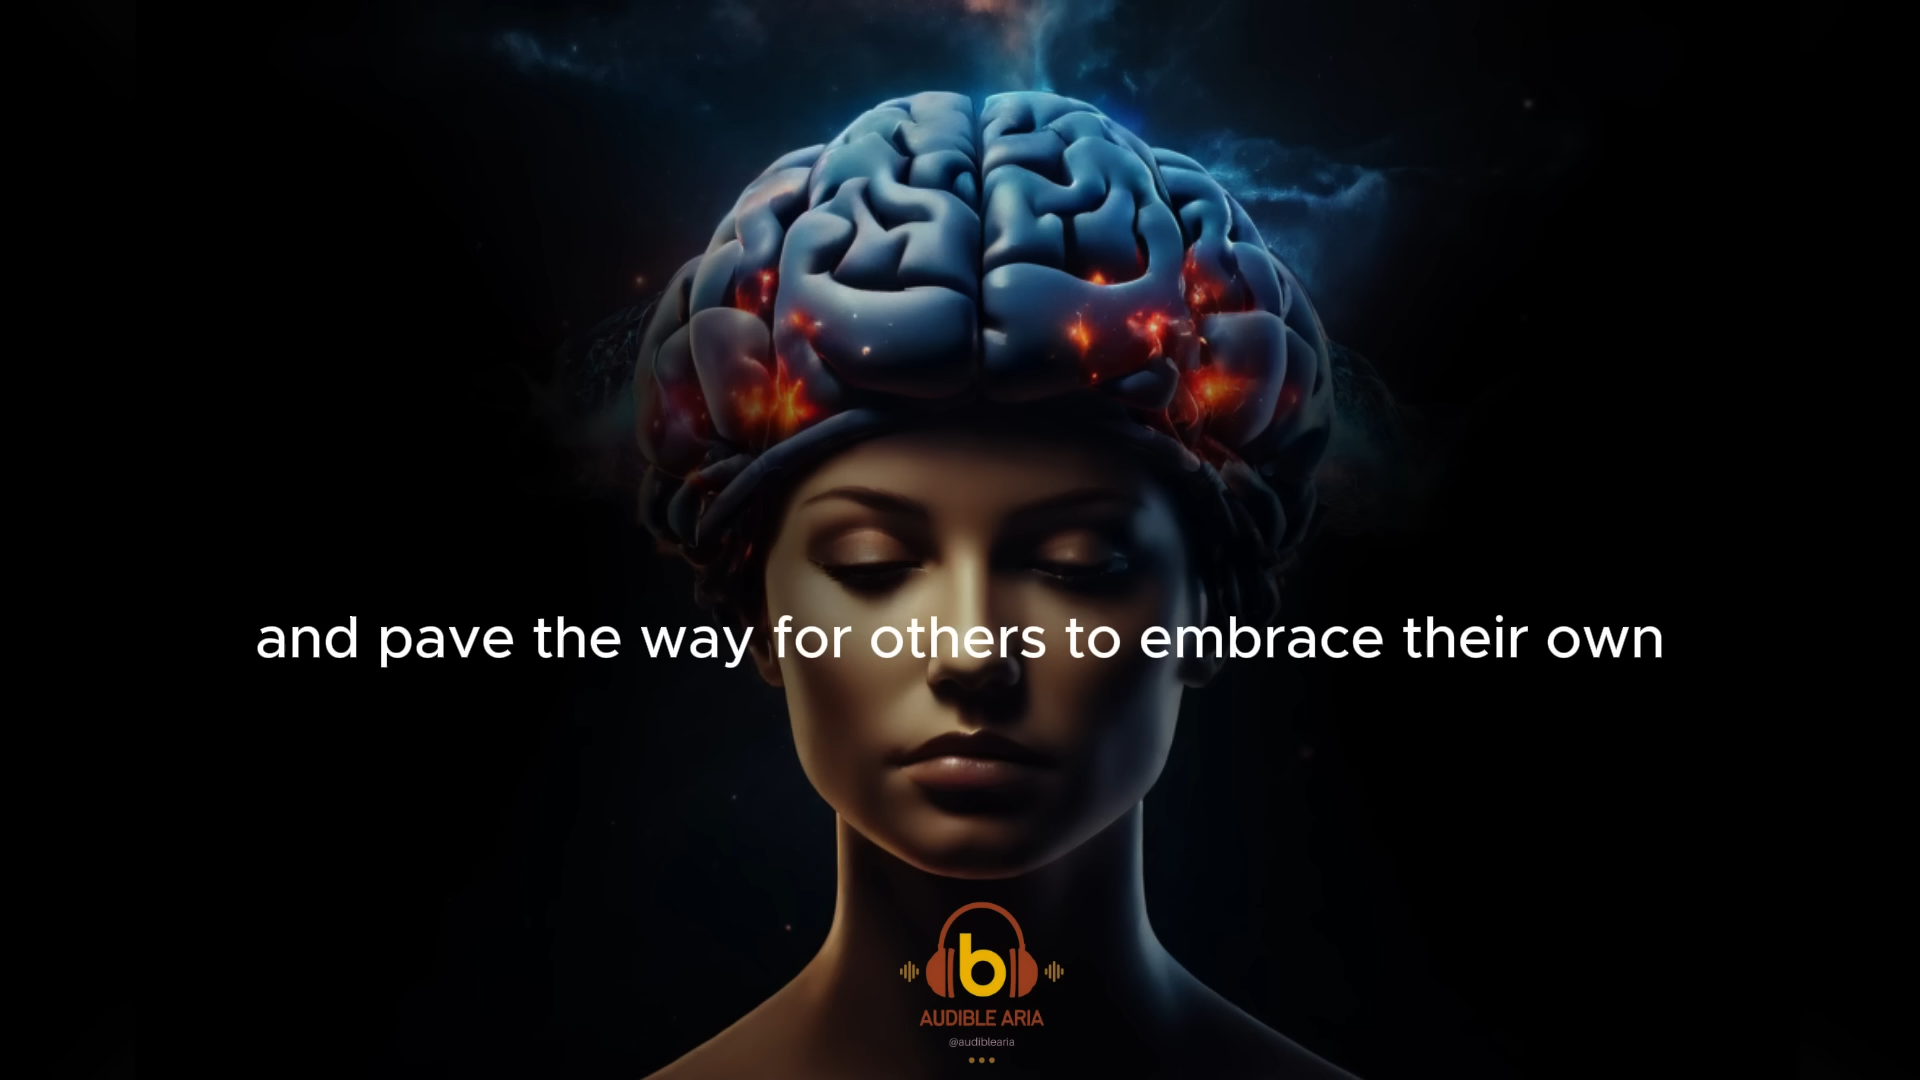 and pave the way for others to embrace their own
b
AUDIBLE ARIA
@audiblearia